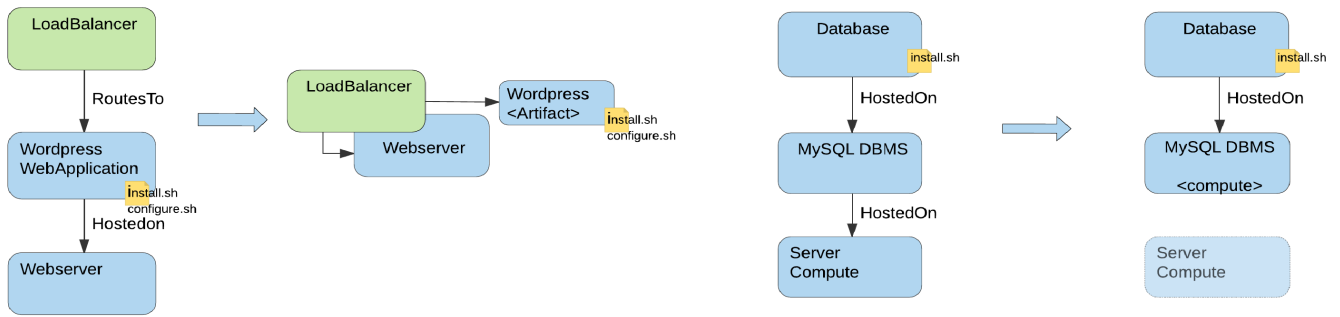 LoadBalancer
RoutesTo
Wordpress
WebApplication
install.sh
configure.sh
Hostedon
Webserver
LoadBalancer
Webserver
Wordpress
<Artifact>
install.sh
configure.sh
Database
install.sh
HostedOn
MySQL DBMS
HostedOn
Server
Compute
Database
install.sh
HostedOn
MySQL DBMS
<compute>
Server
Compute